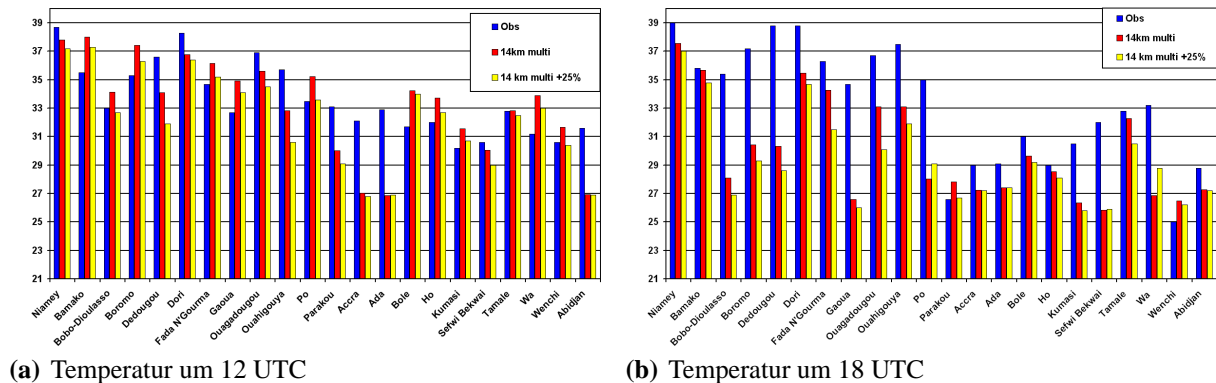 39
37
35
33
31
29
27
25
23
21
Obs
14km multi
14 km multi +25%
Niamey
Bamako
Bobo-Dioulasso
Boromo
Dedougou
Dori
Fada N'Gourma
Gaoua
Ouagadougou
Ouahigouya
Po
Parakou
Accra
Ada
Bole
Ho
Kumasi
Sefwi Bekwai
Tamale
Wa
Wenchi
Abidjan
(a) Temperatur um 12 UTC
39
37
35
33
31
29
27
25
23
21
Obs
14km multi
14 km multi +25%
Niamey
Bamako
Bobo-Dioulasso
Boromo
Dedougou
Dori
Fada N'Gourma
Gaoua
Ouagadougou
Ouahigouya
Po
Parakou
Accra
Ada
Bole
Ho
Kumasi
Sefwi Bekwai
Tamale
Wa
Wenchi
Abidjan
(b) Temperatur um 18 UTC